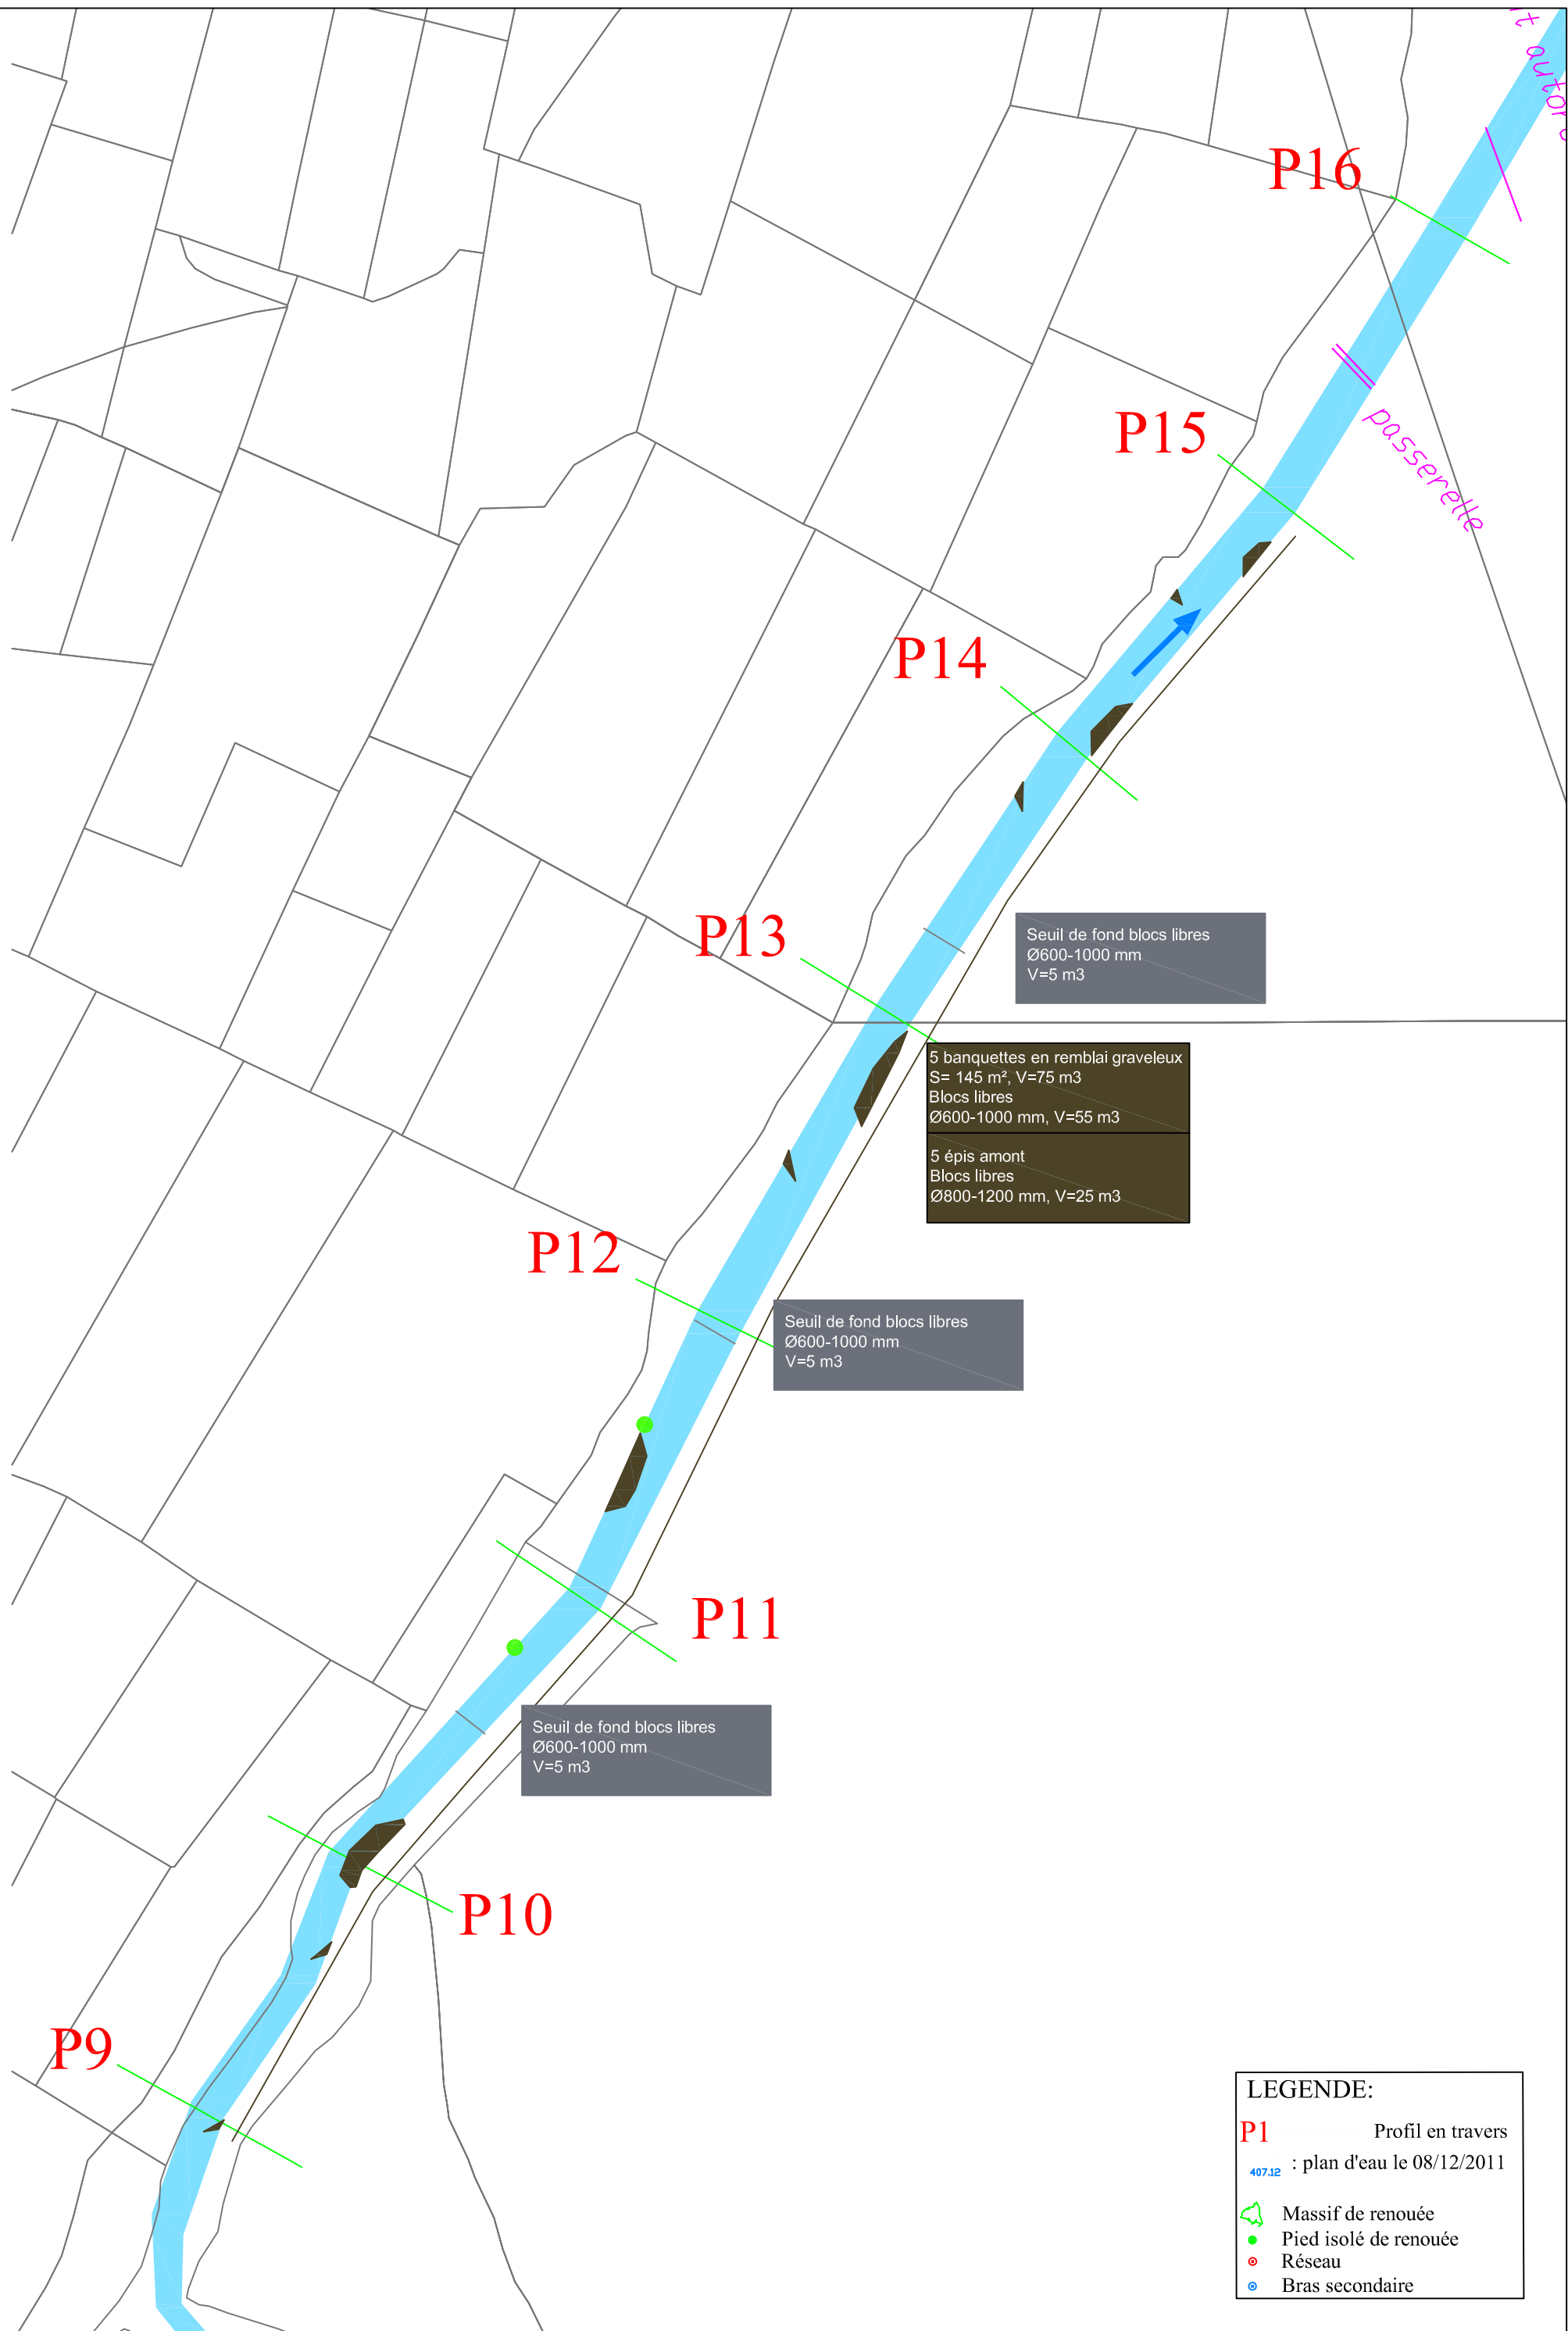 P16
P15
passerelle
P14
P13
Seuil de fond blocs libres
Ø600-1000 mm
V=5 m3
5 banquettes en remblai graveleux
S= 145 m², V=75 m3
Blocs libres
Ø600-1000 mm, V=55 m3
5 épis amont
Blocs libres
Ø800-1200 mm, V=25 m3
P12
Seuil de fond blocs libres
Ø600-1000 mm
V=5 m3
P11
Seuil de fond blocs libres
Ø600-1000 mm
V=5 m3
P10
P9
LEGENDE:
P1 Profil en travers
407.12 : plan d'eau le 08/12/2011
Massif de renouée
Pied isolé de renouée
Réseau
Bras secondaire